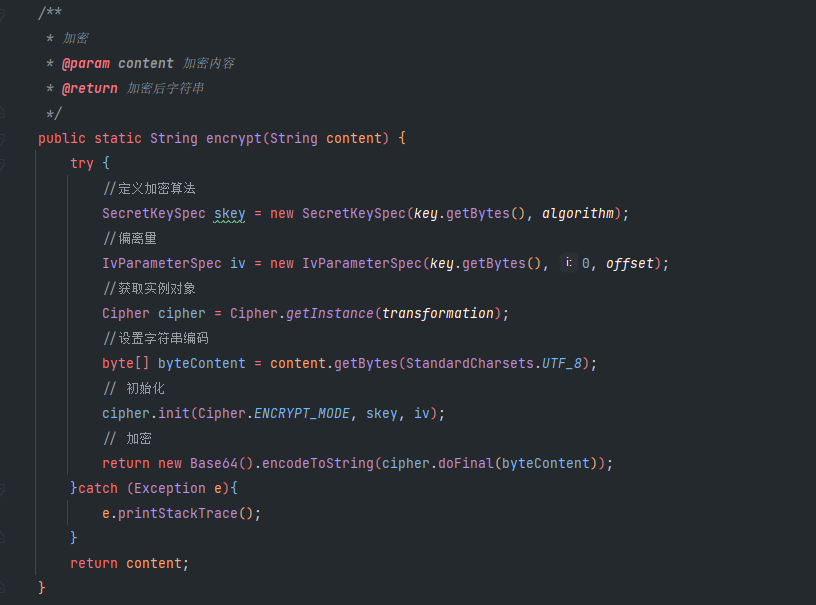 /**
 * 加密
 * @param content 加密内容
 * @return 加密后字符串
 */
public static String encrypt(String content) {
    try {
        //定义加密算法
        SecretKeySpec skey = new SecretKeySpec(key.getBytes(), algorithm);
        //偏离量
        IvParameterSpec iv = new IvParameterSpec(key.getBytes(), i: 0, offset);
        //获取实例对象
        Cipher cipher = Cipher.getInstance(transformation);
        //设置字符串编码
        byte[] byteContent = content.getBytes(StandardCharsets.UTF_8);
        // 初始化
        cipher.init(Cipher.ENCRYPT_MODE, skey, iv);
        // 加密
        return new Base64().encodeToString(cipher.doFinal(byteContent));
    }catch (Exception e){
        e.printStackTrace();
    }
    return content;
}